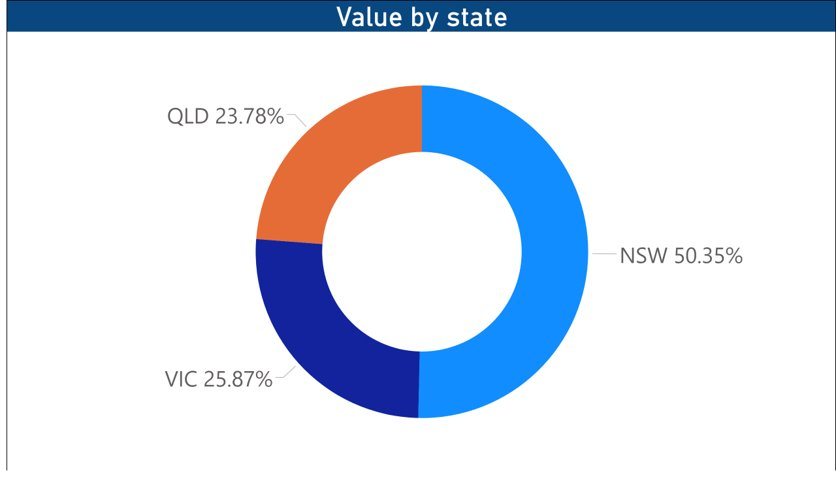 Value by state
QLD 23.78%
NSW 50.35%
VIC 25.87%